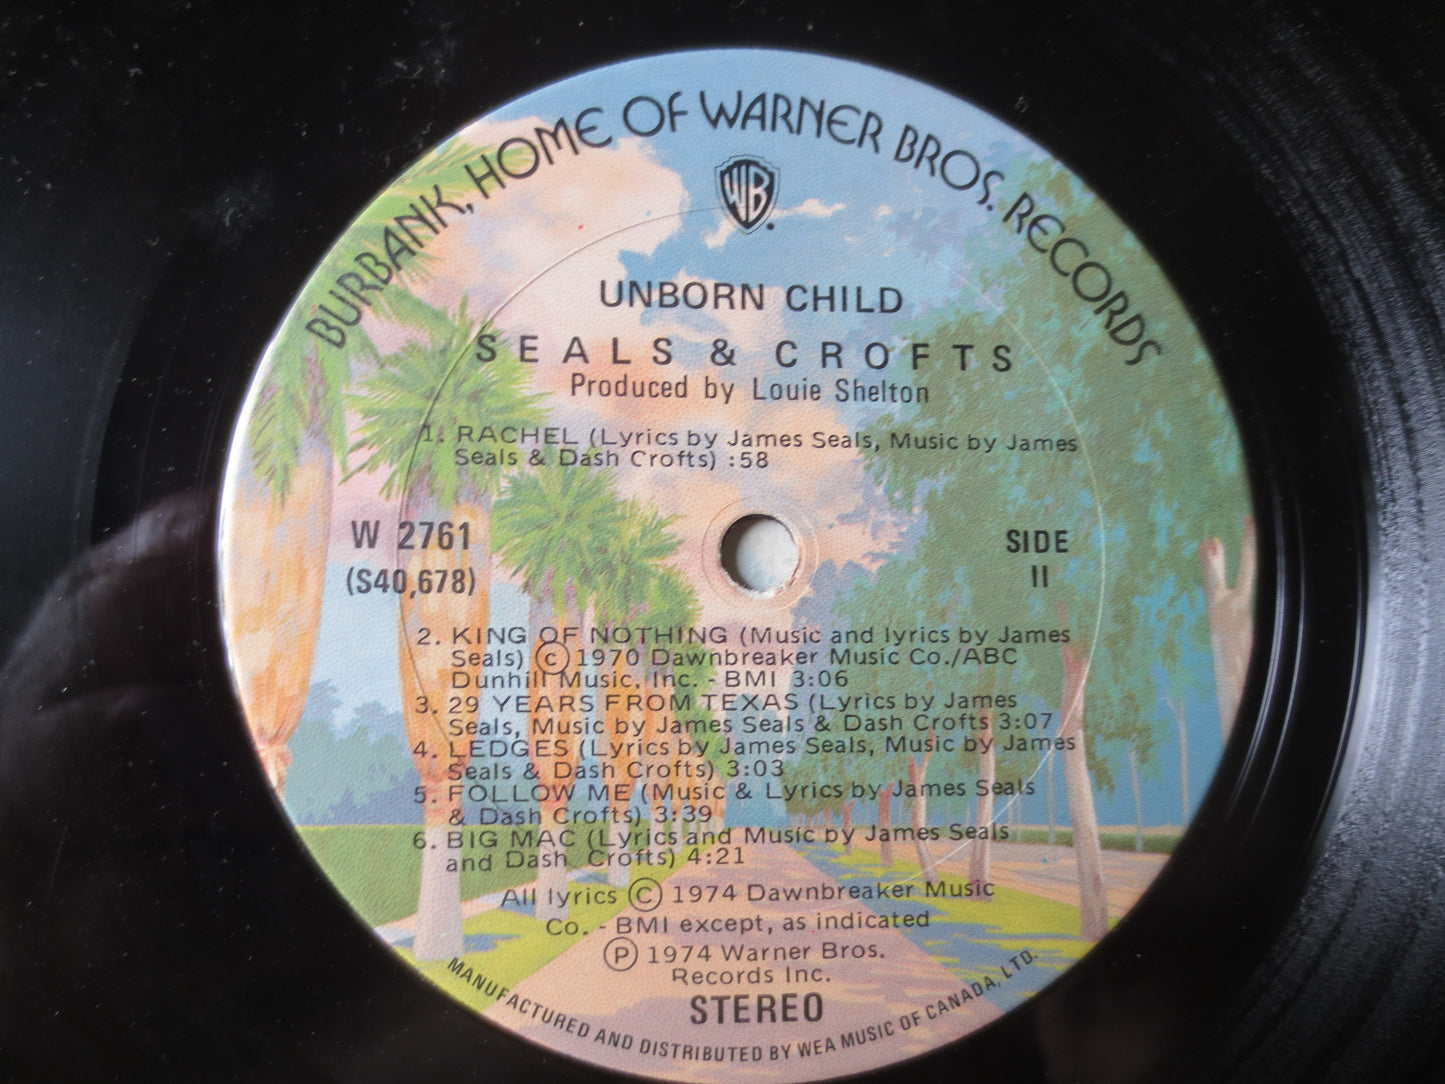 BURBANK, HOME OF WARNER BROS. RECORDS
WB
UNBORN CHILD
SEALS & CROFTS
Produced by Louie Shelton
1. RACHEL (Lyrics by James Seals, Music by James
Seals & Dash Crofts) :58
W 2761
(S40,678)
SIDE
II
2. KING OF NOTHING (Music and lyrics by James
Seals) © 1970 Dawnbreaker Music Co./ABC
Dunhill Music, Inc. - BMI 3:06
3. 29 YEARS FROM TEXAS (Lyrics by James
Seals, Music by James Seals & Dash Crofts 3:07
4. LEDGES (Lyrics by James Seals, Music by James
Seals & Dash Crofts) 3:03
5. FOLLOW ME (Music & Lyrics by James Seals
& Dash Crofts) 3:39
6. BIG MAC (Lyrics and Music by James Seals
and Dash Crofts) 4:21
All lyrics © 1974 Dawnbreaker Music
Co. - BMI except, as indicated
℗ 1974 Warner Bros.
Records Inc.
STEREO
MANUFACTURED AND DISTRIBUTED BY WEA MUSIC OF CANADA, LTD.